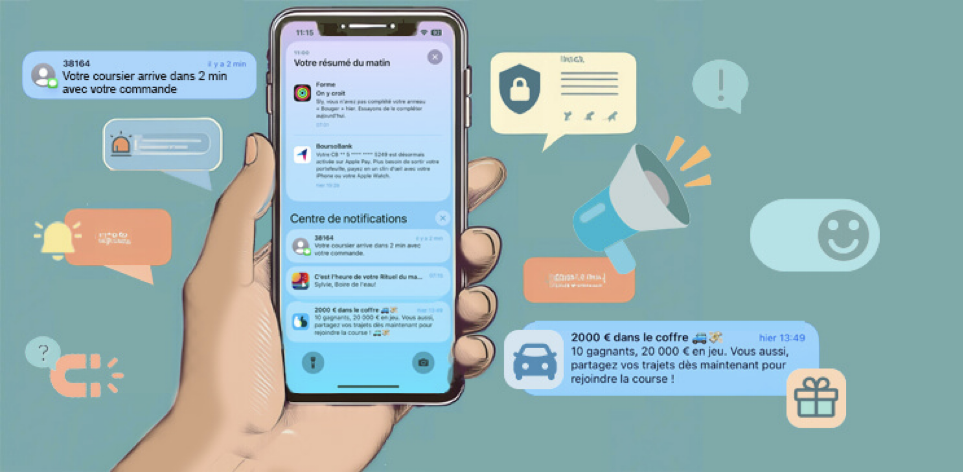 38164
il y a 2 min
Votre coursier arrive dans 2 min
avec votre commande
11:15
11:00
Votre résumé du matin
Forme
On y croit
Sly, vous n'avez pas complété votre anneau
« Bouger » hier. Essayons de le compléter
aujourd'hui.
07:31
BourseBank
Votre CB ** 5 **** **** 5249 est désormais
activée sur Apple Pay. Plus besoin de sortir votre
portefeuille, payez en un clin d'œil avec votre
iPhone ou votre Apple Watch.
hier
Centre de notifications
38164
il y a 2 min
Votre coursier arrive dans 2 min avec
votre commande.
C'est l'heure de votre Rituel du ma...
Sylvie, Boire de l'eau!
2000 € dans le coffre 🚙💸
hier 13:49
10 gagnants, 20 000 € en jeu. Vous aussi,
partagez vos trajets dès maintenant pour
rejoindre la course ! 🚙💸
!
?
2000 € dans le coffre 🚙💸
hier 13:49
10 gagnants, 20 000 € en jeu. Vous aussi,
partagez vos trajets dès maintenant pour
rejoindre la course !